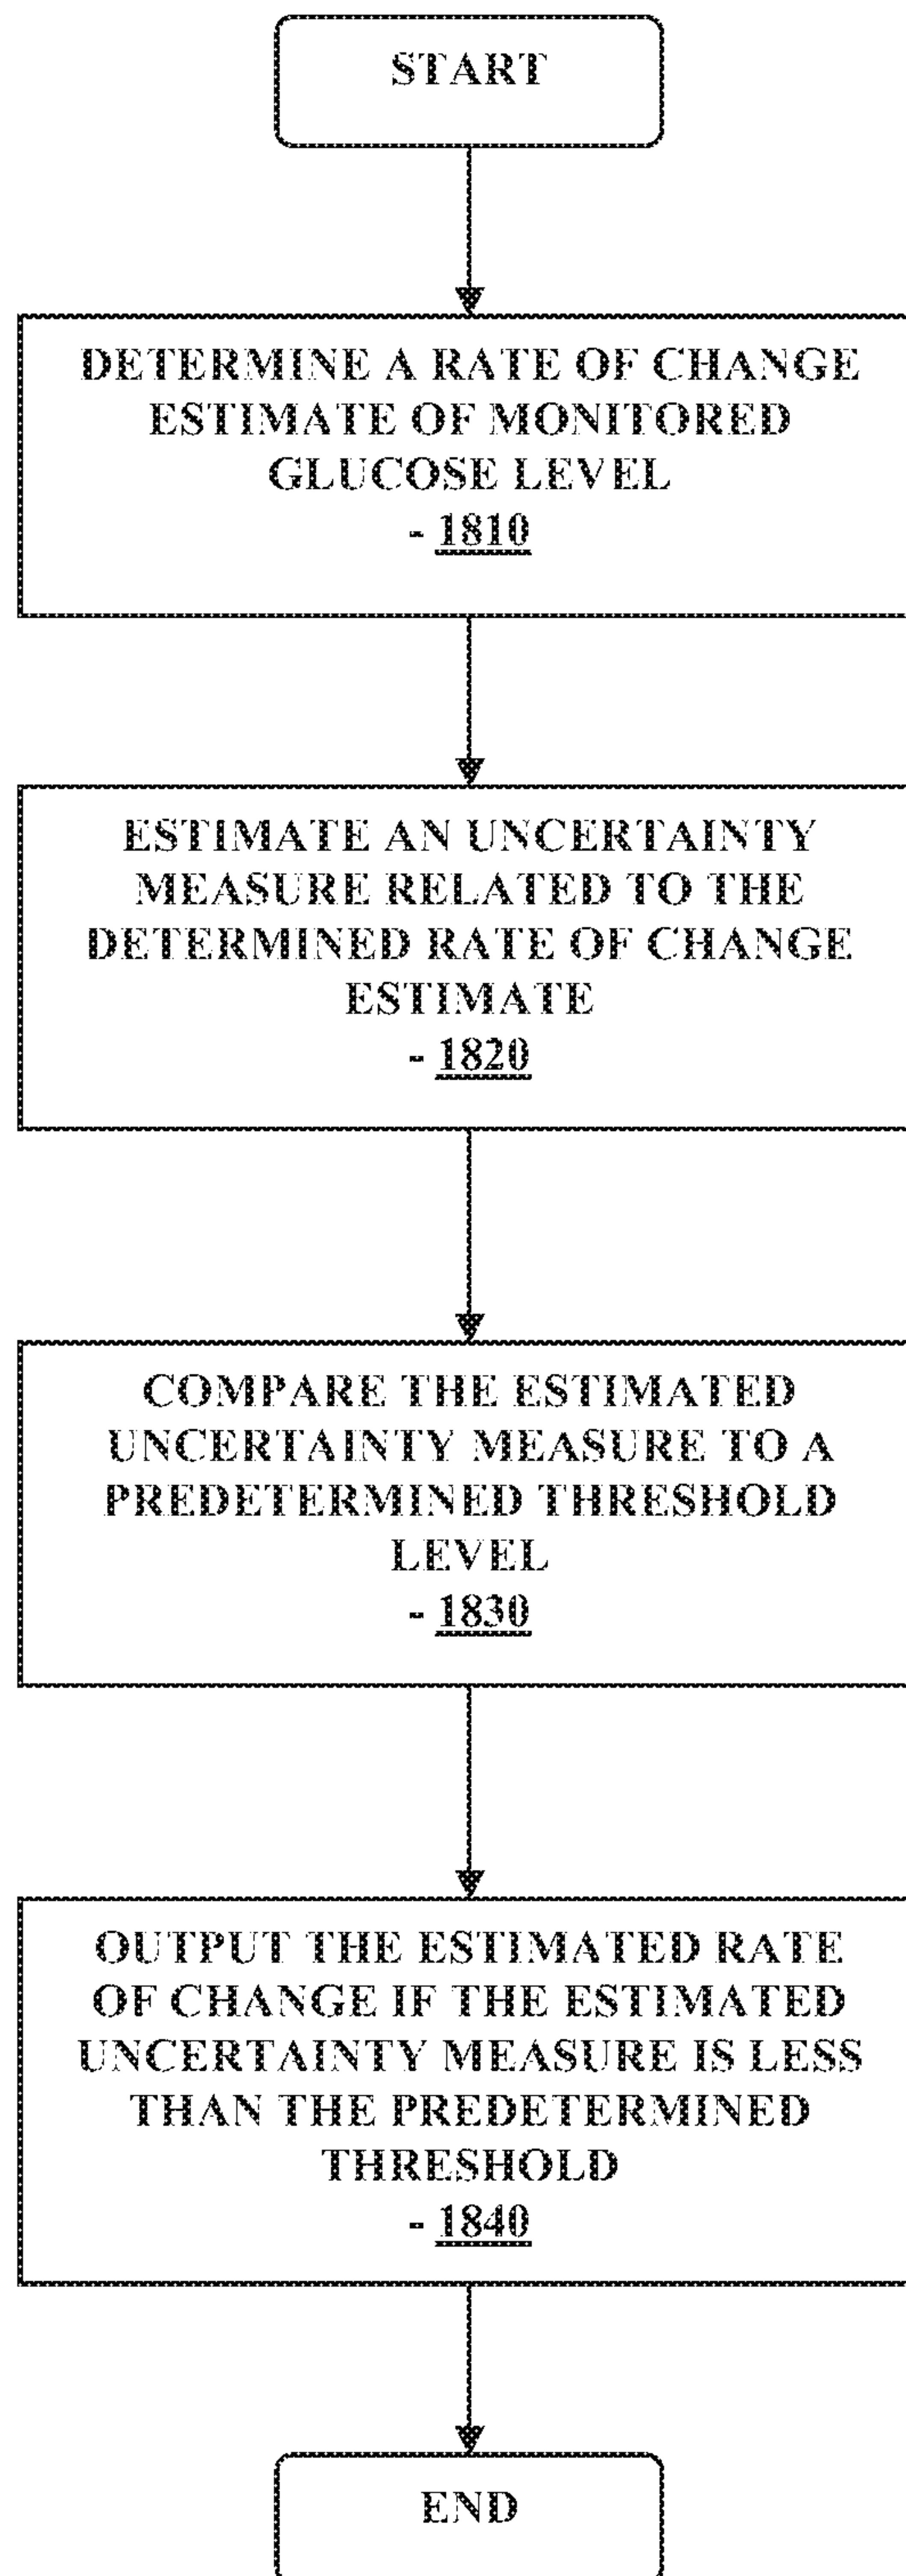 START
DETERMINE A RATE OF CHANGE
ESTIMATE OF MONITORED
GLUCOSE LEVEL
- 1810
ESTIMATE AN UNCERTAINTY
MEASURE RELATED TO THE
DETERMINED RATE OF CHANGE
ESTIMATE
- 1820
COMPARE THE ESTIMATED
UNCERTAINTY MEASURE TO A
PREDETERMINED THRESHOLD
LEVEL
- 1830
OUTPUT THE ESTIMATED RATE
OF CHANGE IF THE ESTIMATED
UNCERTAINTY MEASURE IS LESS
THAN THE PREDETERMINED
THRESHOLD
- 1840
END